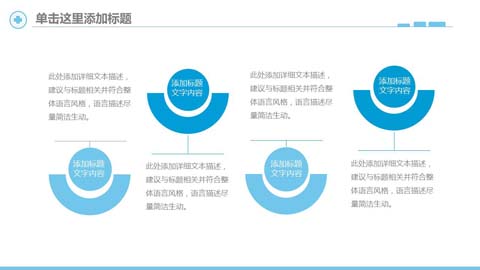 单击这里添加标题
此处添加详细文本描述，
建议与标题相关并符合整
体语言风格，语言描述尽
量简洁生动。
添加标题
文字内容
添加标题
文字内容
此处添加详细文本描述，
建议与标题相关并符合整
体语言风格，语言描述尽
量简洁生动。
此处添加详细文本描述，
建议与标题相关并符合整
体语言风格，语言描述尽
量简洁生动。
添加标题
文字内容
添加标题
文字内容
此处添加详细文本描述，
建议与标题相关并符合整
体语言风格，语言描述尽
量简洁生动。